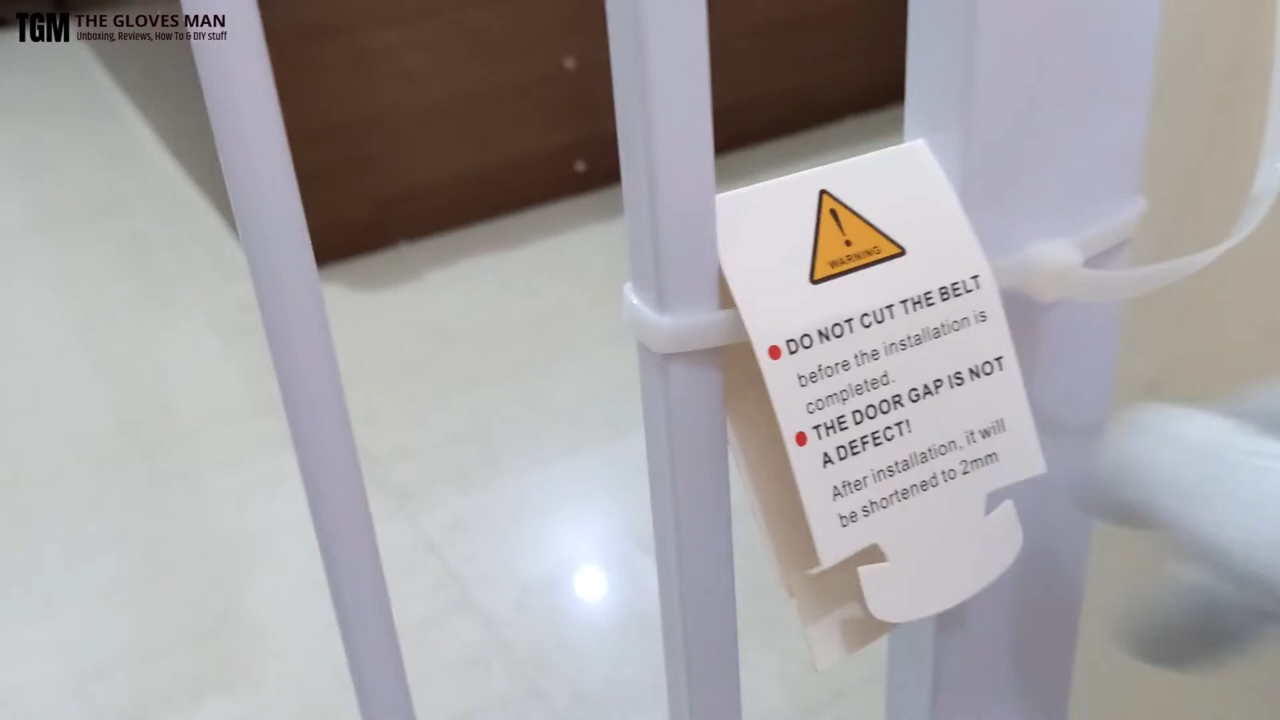 TGM THE GLOVES MAN
Unboxing, Reviews, How To & DIY stuff
WARNING
DO NOT CUT THE BELT
before the installation is
completed.
THE DOOR GAP IS NOT
A DEFECT!
After installation, it will
be shortened to 2mm